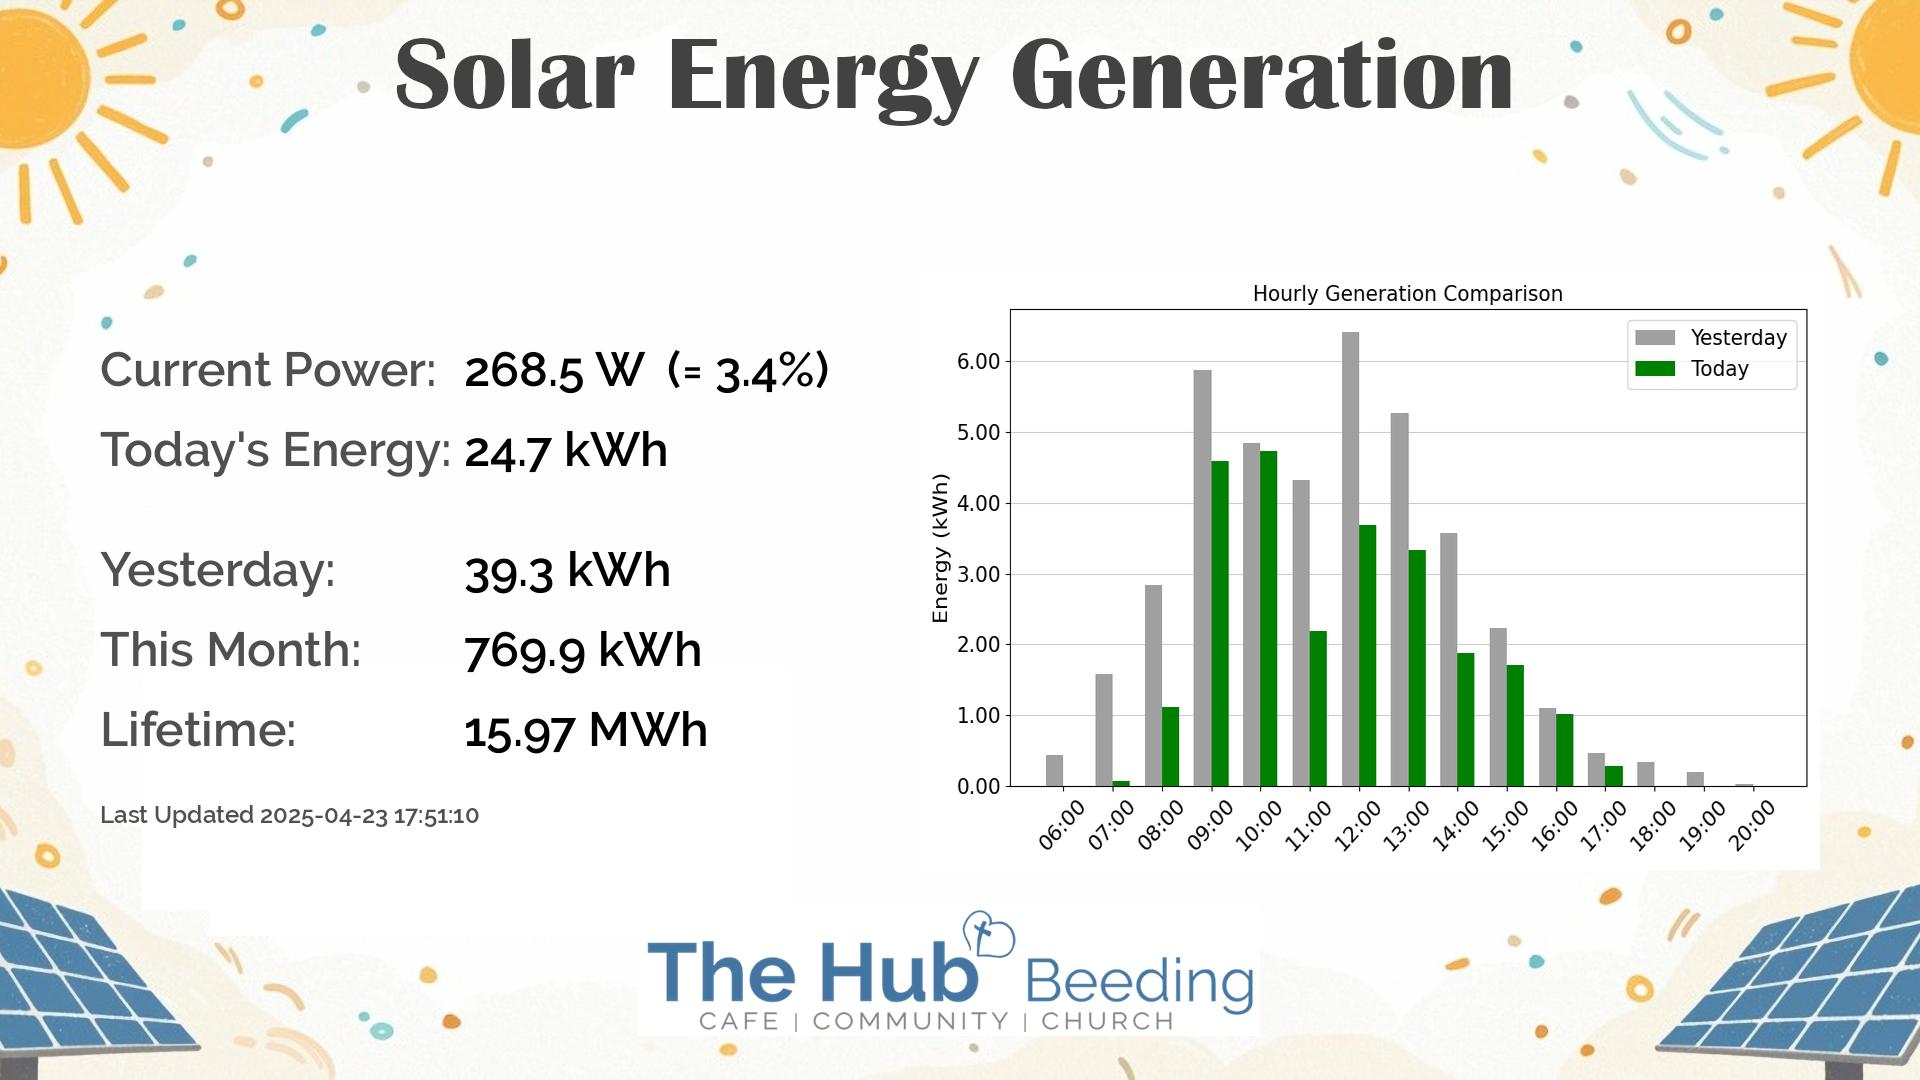 Solar Energy Generation
Current Power: 268.5 W (= 3.4%)
Today's Energy: 24.7 kWh
Yesterday: 39.3 kWh
This Month: 769.9 kWh
Lifetime: 15.97 MWh
Last Updated 2025-04-23 17:51:10
Hourly Generation Comparison
Yesterday
Today
Energy (kWh)
6.00
5.00
4.00
3.00
2.00
1.00
0.00
06:00 07:00 08:00 09:00 10:00 11:00 12:00 13:00 14:00 15:00 16:00 17:00 18:00 19:00 20:00
The Hub Beeding
CAFE | COMMUNITY | CHURCH